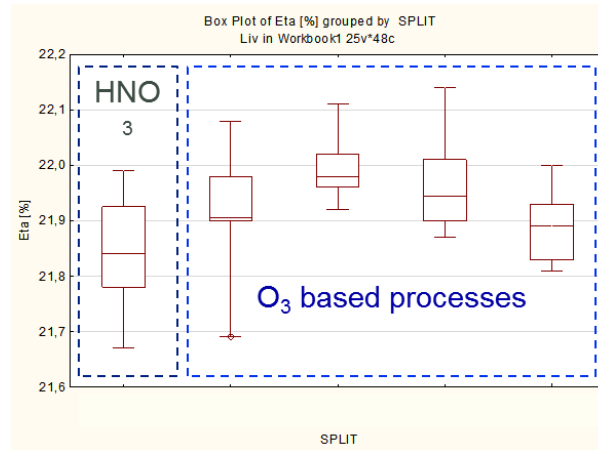 Box Plot of Eta [%] grouped by SPLIT
Liv in Workbook1 25v*48c
22,2
22,1
22,0
21,9
21,8
21,7
21,6
Eta [%]
HNO
3
O3 based processes
SPLIT